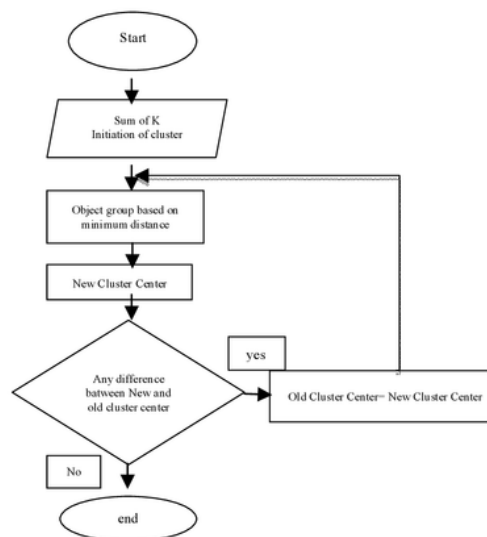 Start
Sum of K
Initiation of cluster
Object group based on
minimum distance
New Cluster Center
yes
Any difference
batween New and
old cluster center
Old Cluster Center= New Cluster Center
No
end